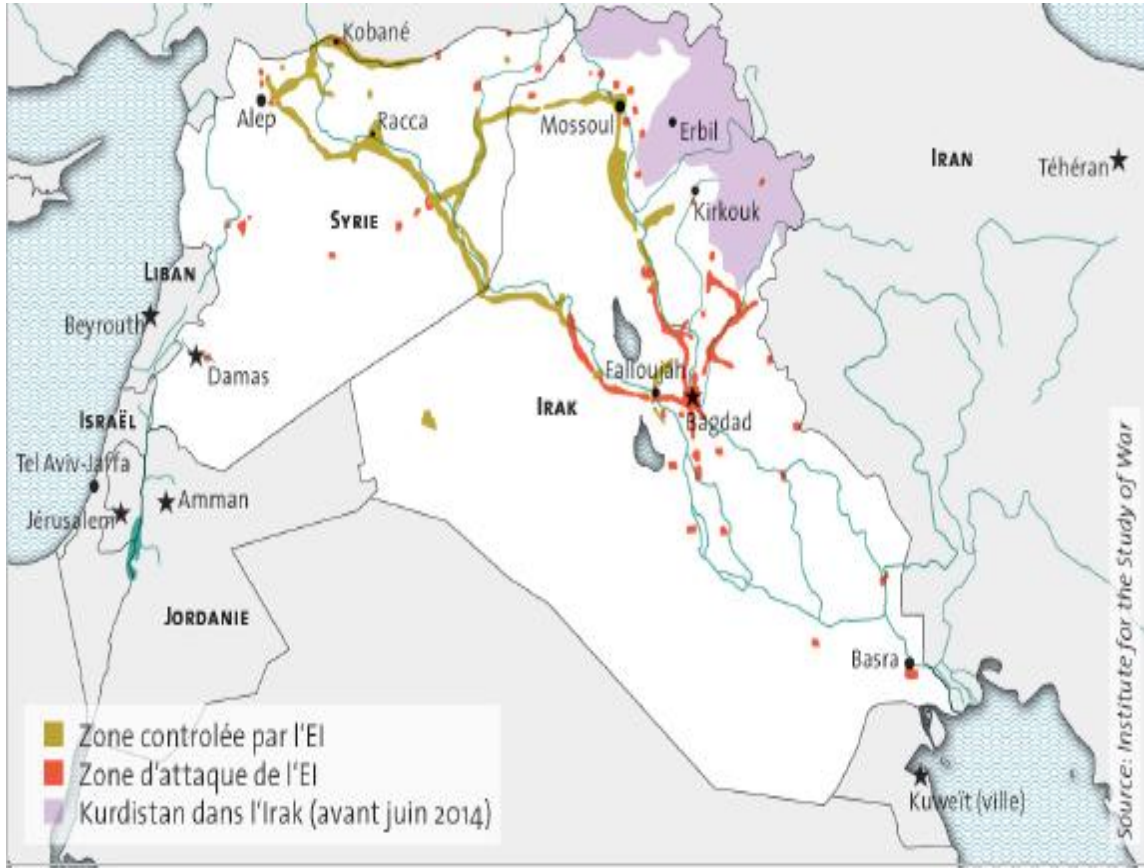 Kobané
Alep
Racca
Mossoul
Erbil
IRAN
Téhéran
Kirkouk
SYRIE
LIBAN
Beyrouth
Damas
Falloujah
IRAK
Bagdad
ISRAËL
Tel Aviv-Jaffa
Amman
Jérusalem
JORDANIE
Basra
Kuweït (ville)
Zone controlée par l'EI
Zone d'attaque de l'EI
Kurdistan dans l'Irak (avant juin 2014)
Source: Institute for the Study of War